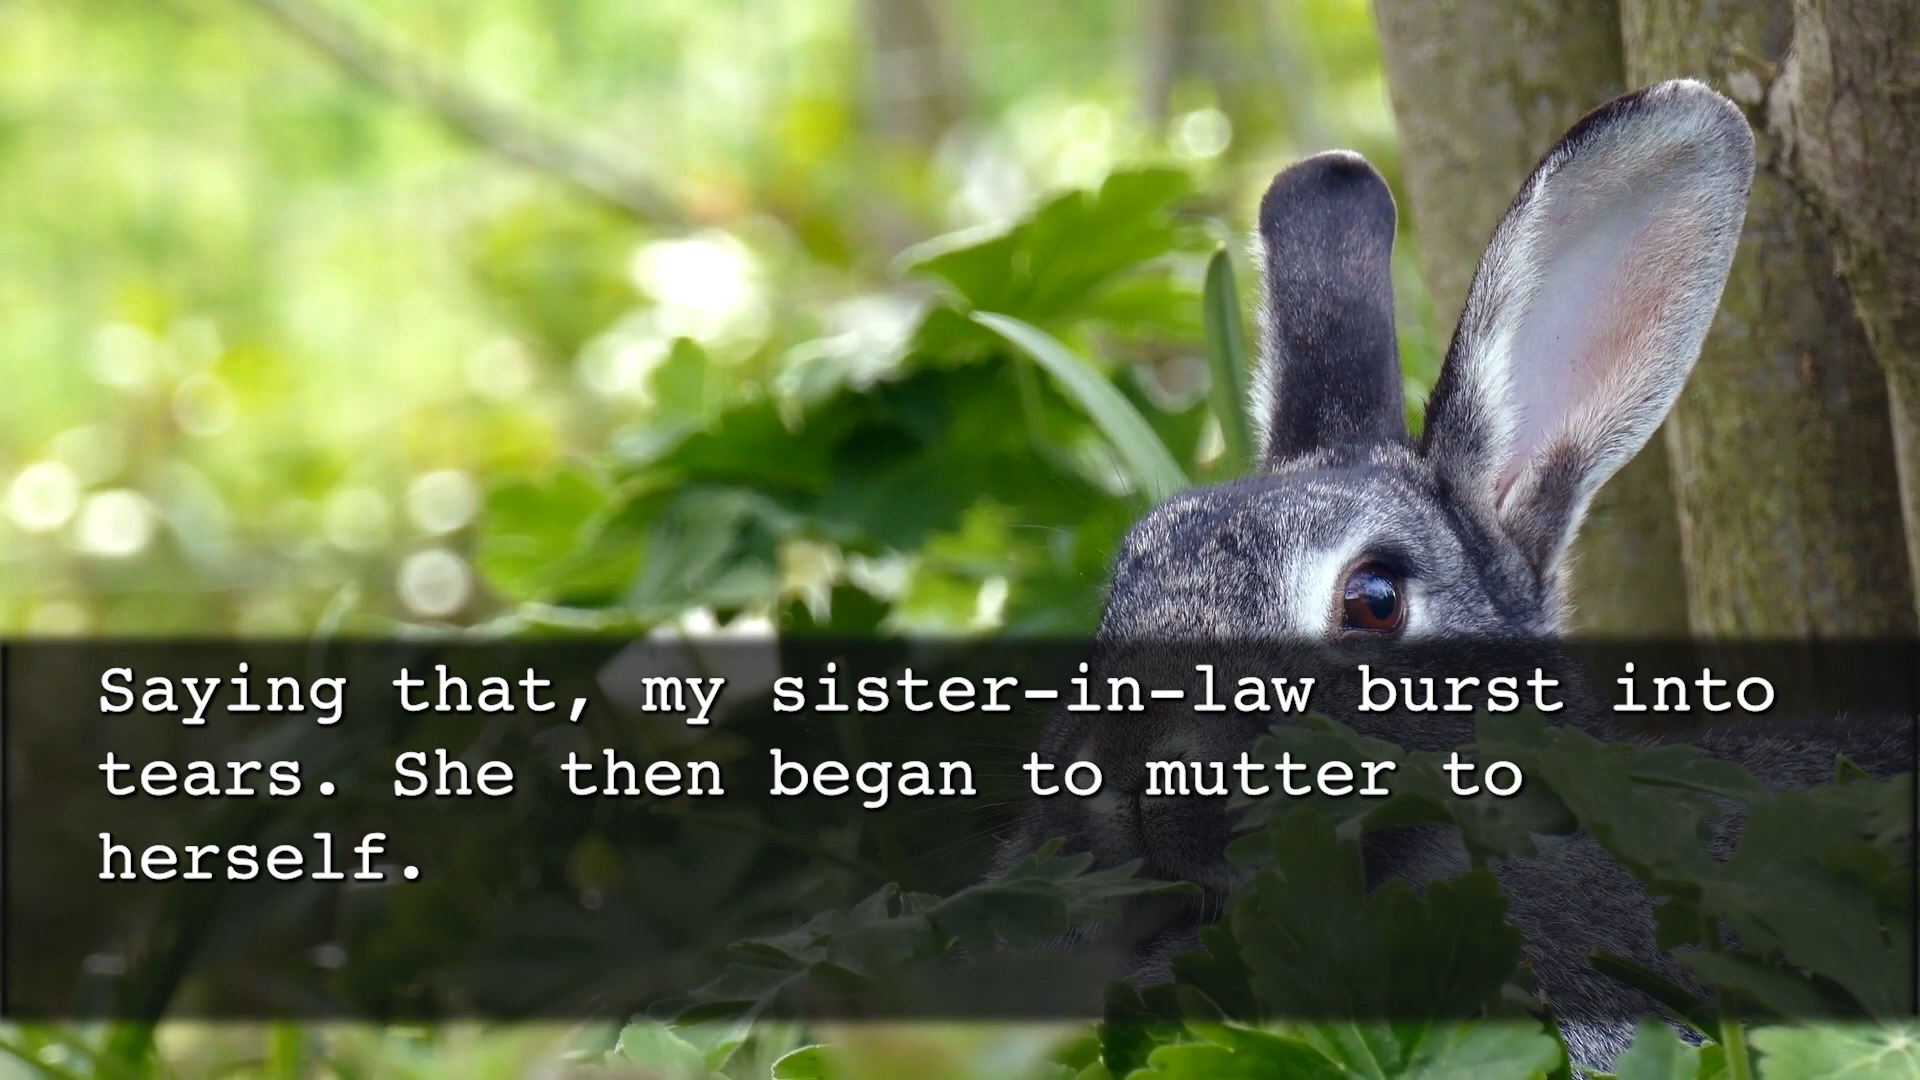 Saying that, my sister-in-law burst into
tears. She then began to mutter to
herself.